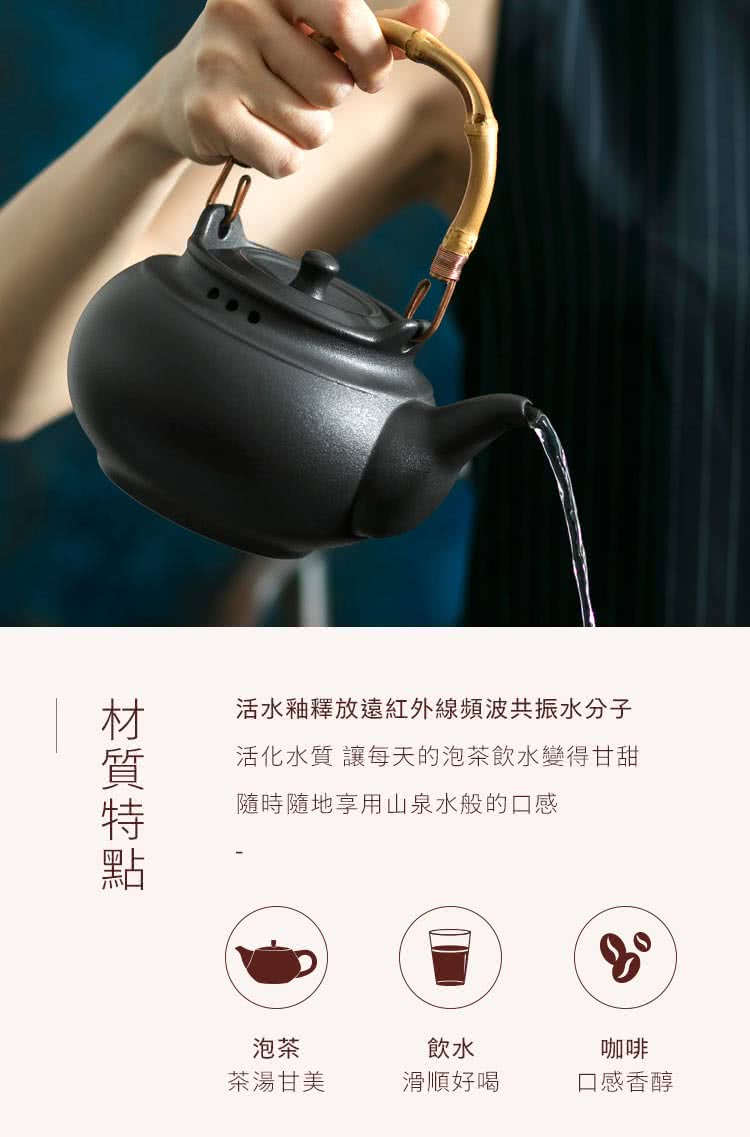 材質特點
活水釉釋放遠紅外線頻波共振水分子
活化水質 讓每天的泡茶飲水變得甘甜
隨時隨地享用山泉水般的口感
-
泡茶
茶湯甘美
飲水
滑順好喝
咖啡
口感香醇